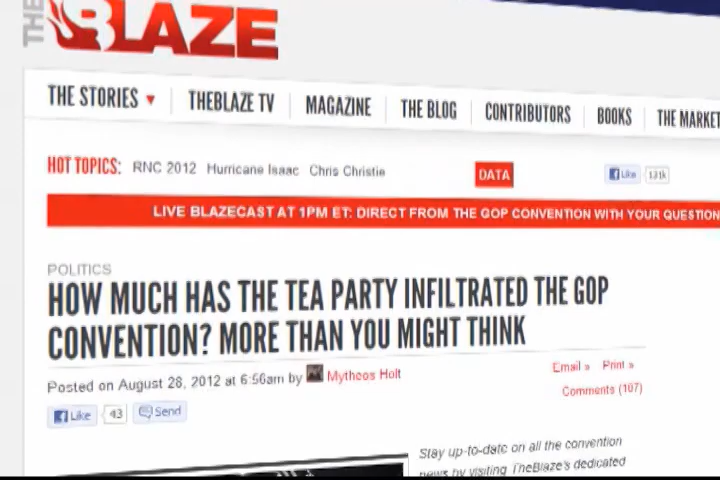 THE BLAZE
THE STORIES THEBLAZE TV MAGAZINE THE BLOG CONTRIBUTORS BOOKS THE MARKET
HOT TOPICS: RNC 2012 Hurricane Isaac Chris Christie DATA Like 131k
LIVE BLAZECAST AT 1PM ET: DIRECT FROM THE GOP CONVENTION WITH YOUR QUESTION
POLITICS
HOW MUCH HAS THE TEA PARTY INFILTRATED THE GOP
CONVENTION? MORE THAN YOU MIGHT THINK
Posted on August 28, 2012 at 6:56am by Mytheos Holt
Email » Print »
Comments (107)
Like 43 Send
Stay up-to-date on all the convention
news by visiting TheBlaze's dedicated